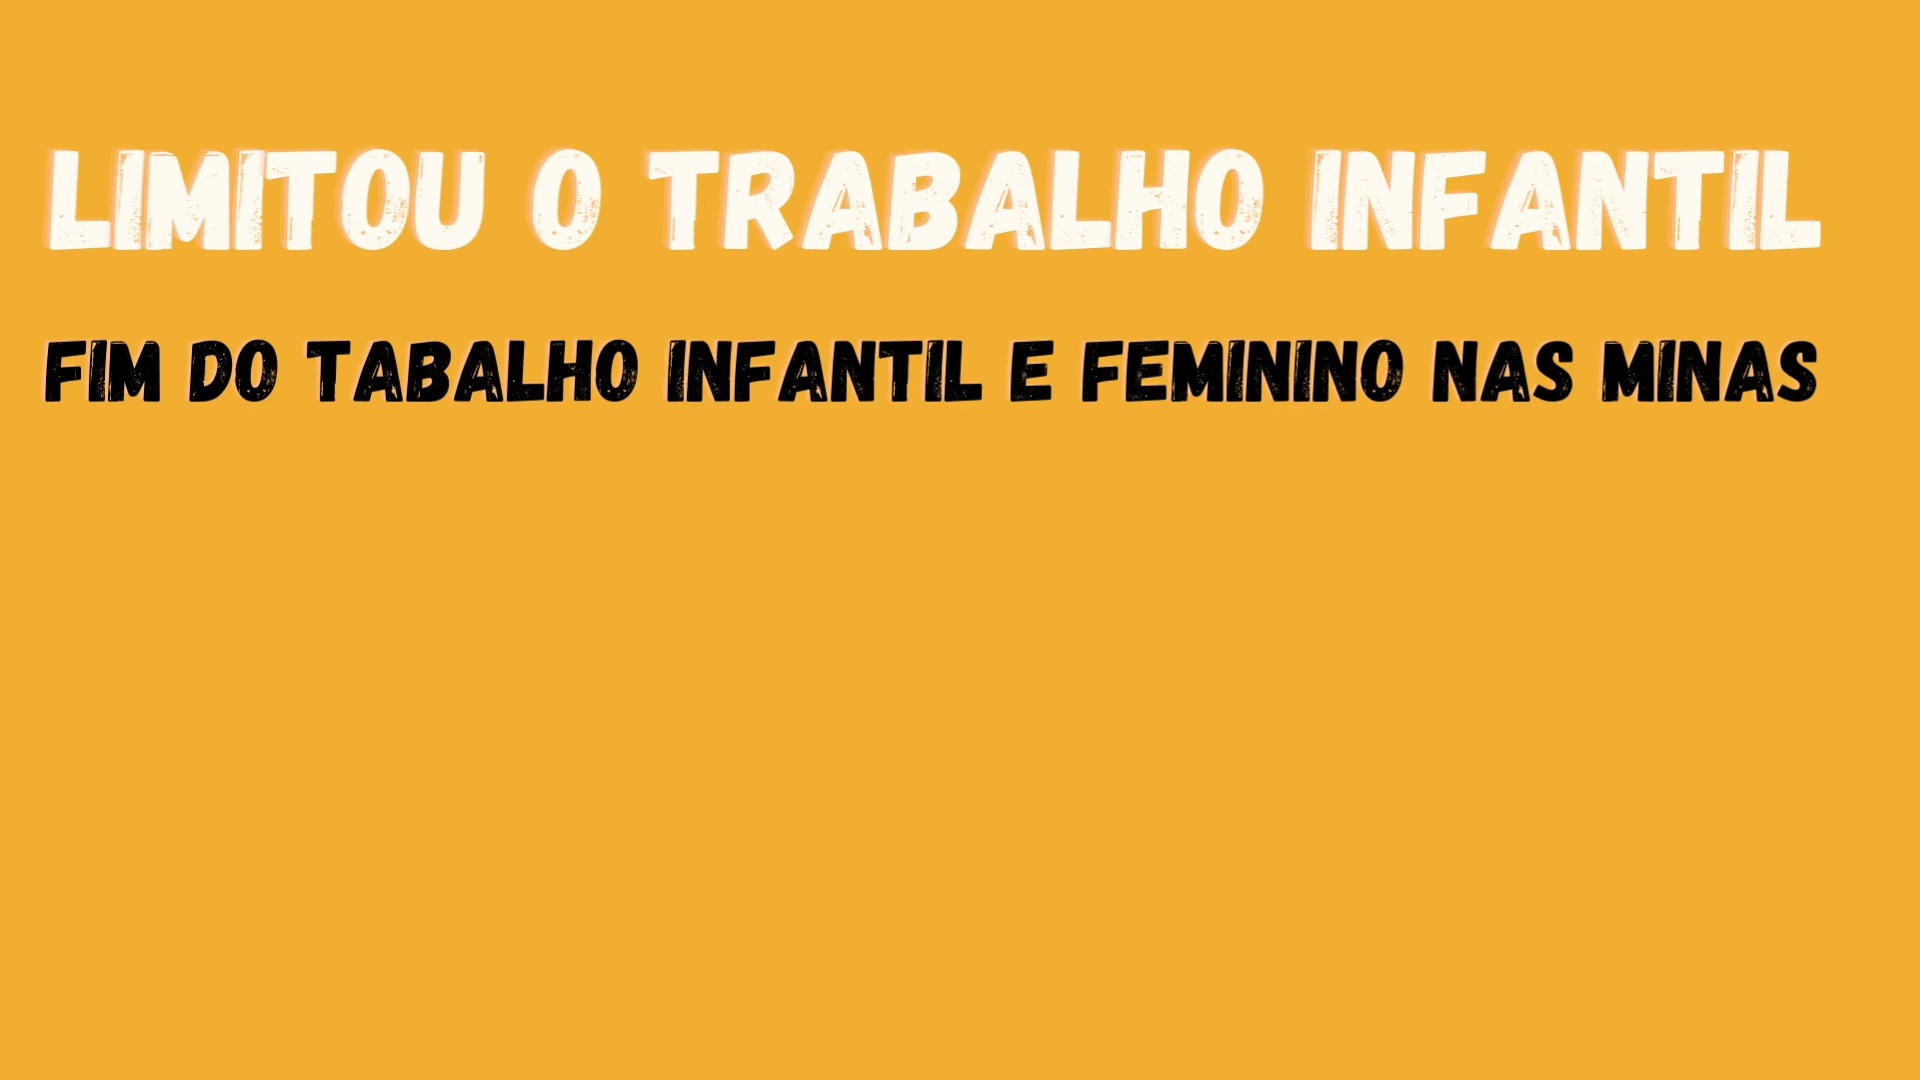 LIMITOU O TRABALHO INFANTIL
FIM DO TABALHO INFANTIL E FEMININO NAS MINAS